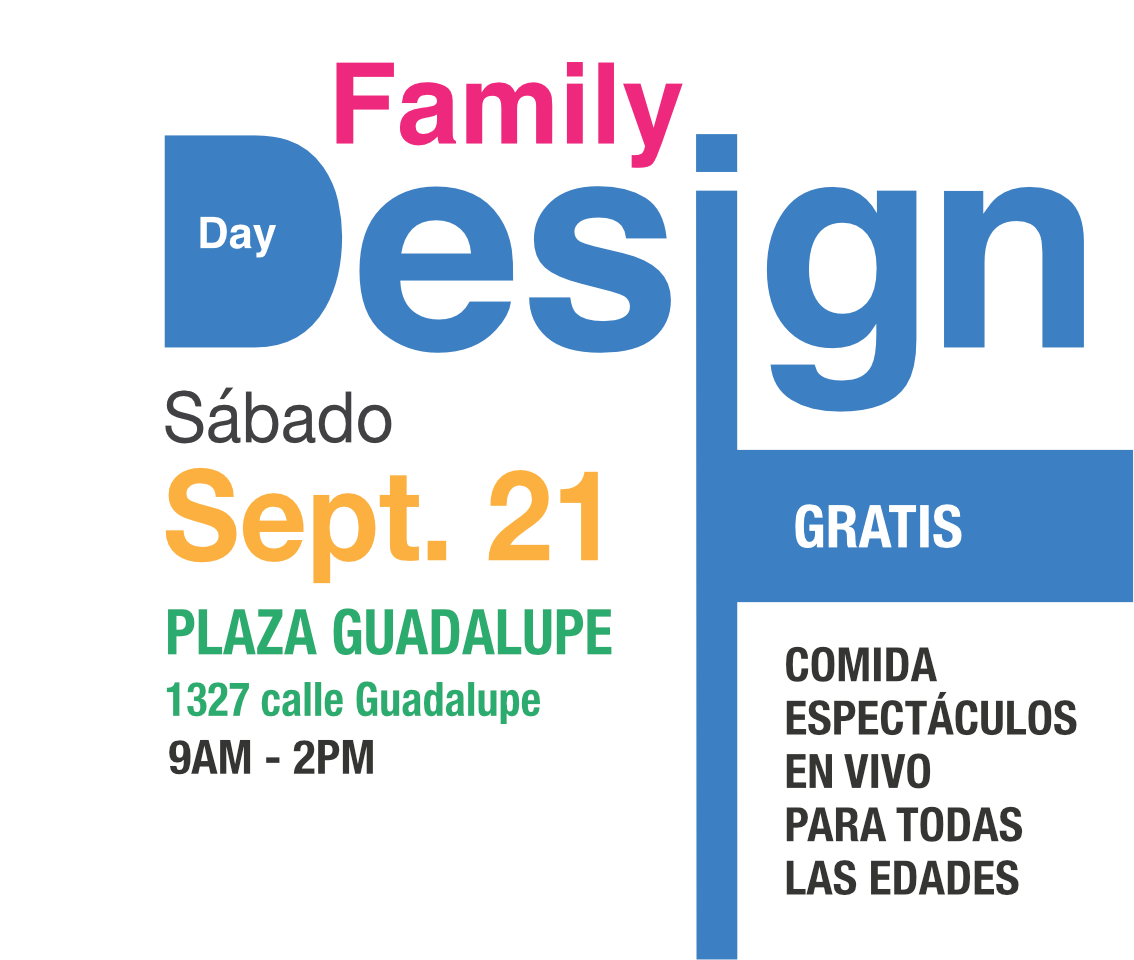 Family
Design
Day
Sábado
Sept. 21
PLAZA GUADALUPE
1327 calle Guadalupe
9AM - 2PM
GRATIS
COMIDA
ESPECTÁCULOS
EN VIVO
PARA TODAS
LAS EDADES